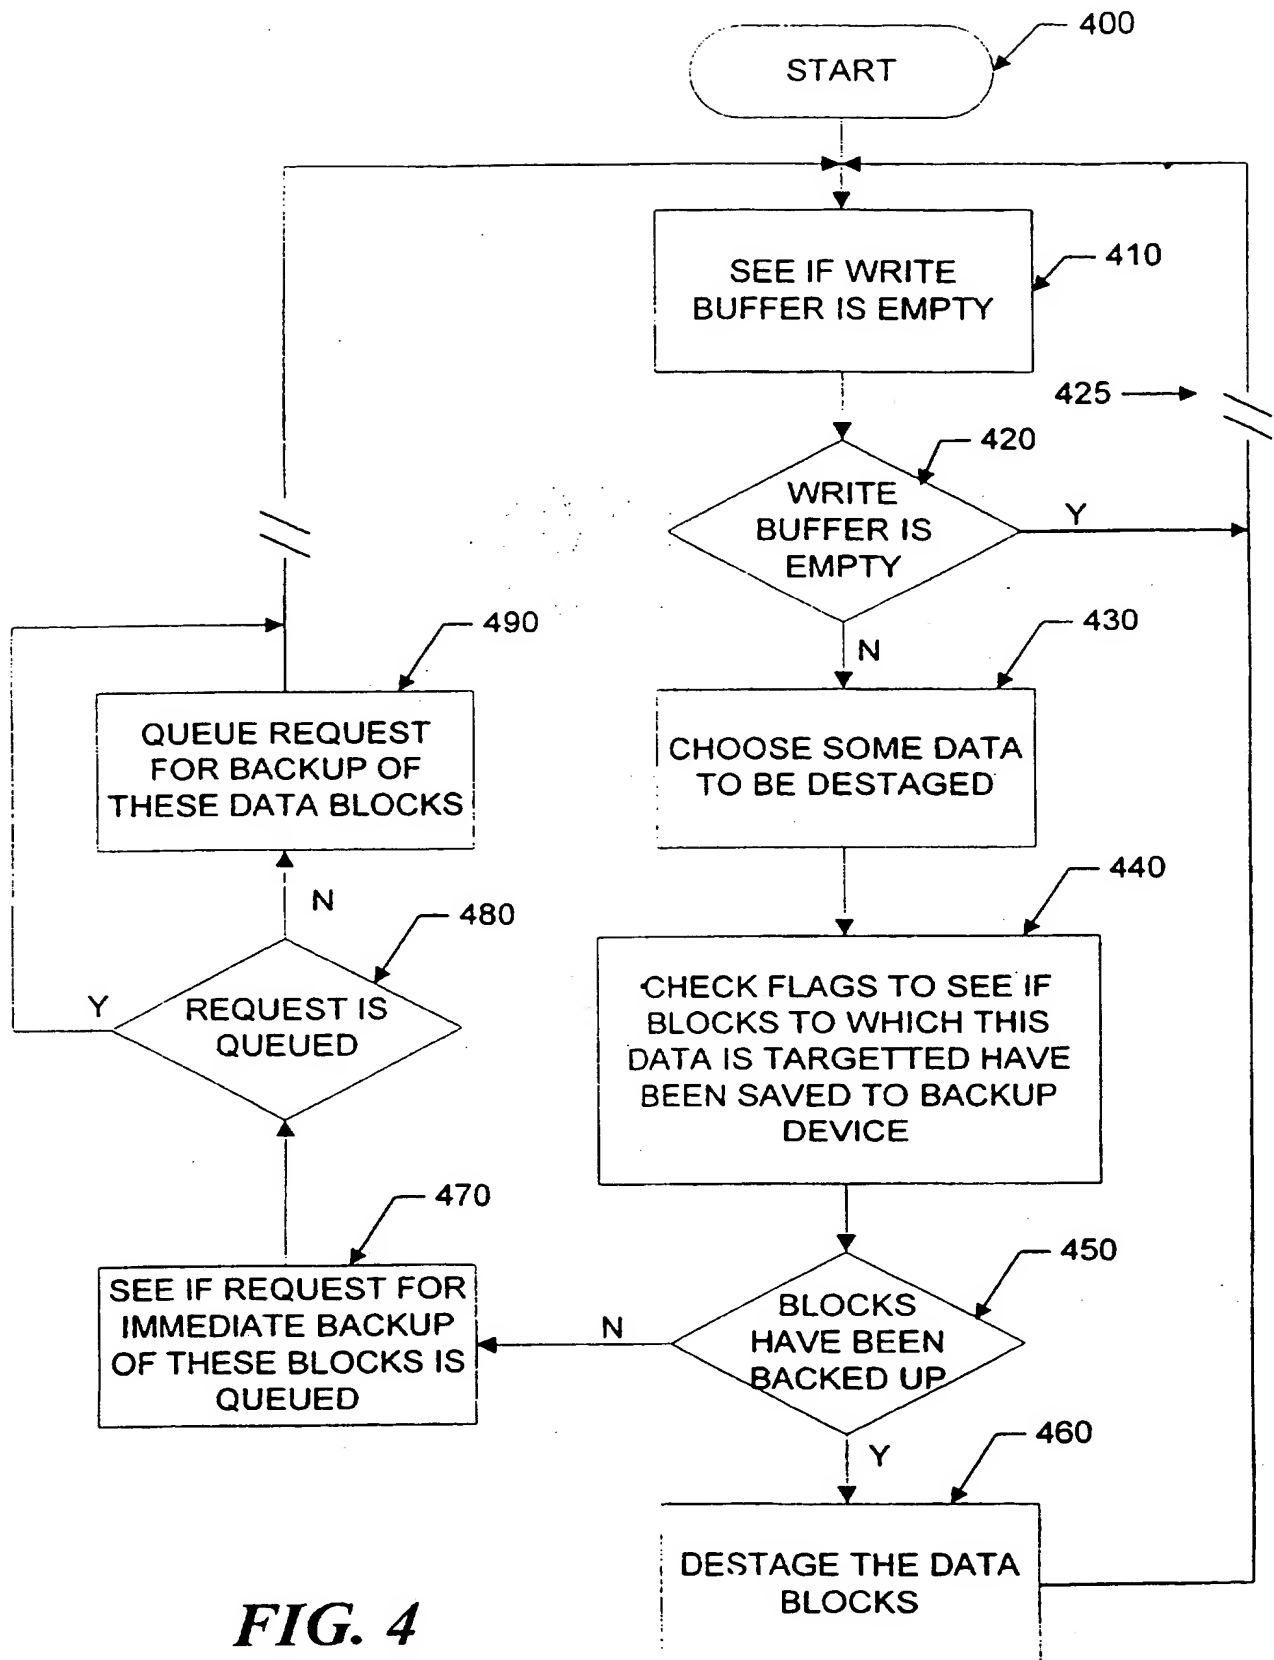 400
START
SEE IF WRITE
BUFFER IS EMPTY
410
425
420
WRITE
BUFFER IS
EMPTY
Y
N
430
CHOOSE SOME DATA
TO BE DESTAGED
440
CHECK FLAGS TO SEE IF
BLOCKS TO WHICH THIS
DATA IS TARGETTED HAVE
BEEN SAVED TO BACKUP
DEVICE
450
BLOCKS
HAVE BEEN
BACKED UP
N
Y
460
DESTAGE THE DATA
BLOCKS
470
SEE IF REQUEST FOR
IMMEDIATE BACKUP
OF THESE BLOCKS IS
QUEUED
480
REQUEST IS
QUEUED
Y
N
490
QUEUE REQUEST
FOR BACKUP OF
THESE DATA BLOCKS
FIG. 4